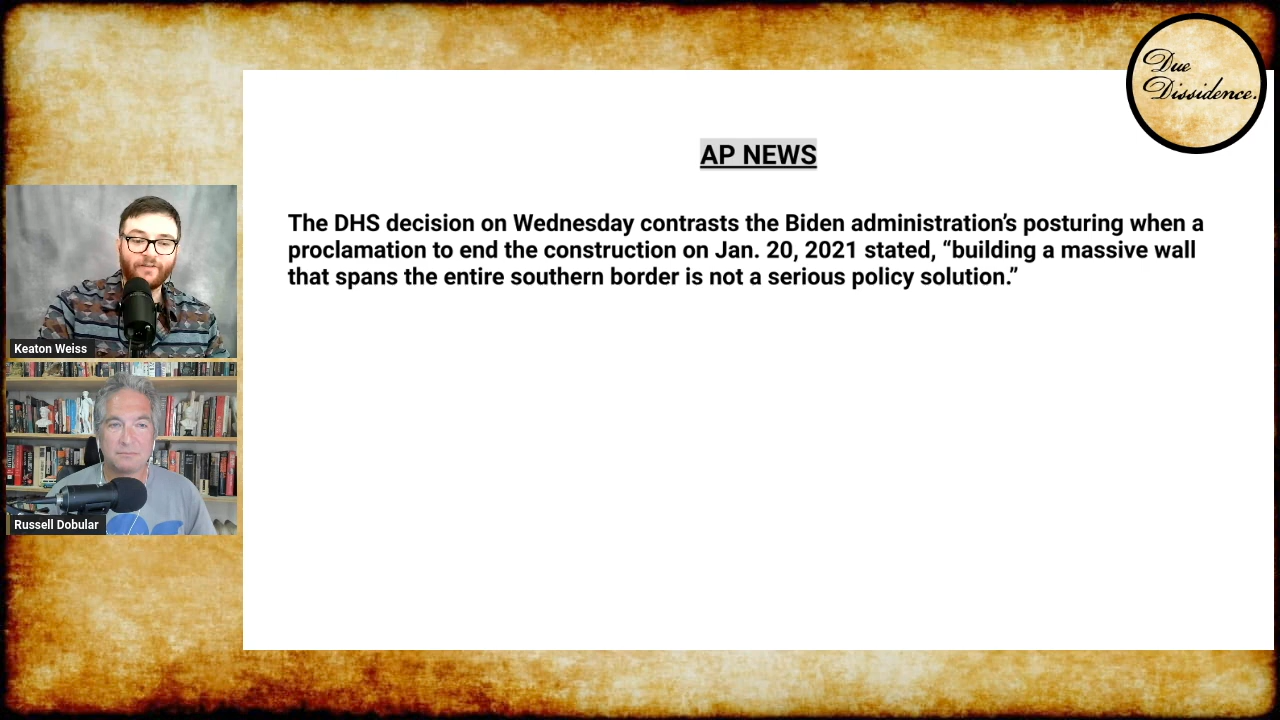 Due
Dissidence.
AP NEWS
The DHS decision on Wednesday contrasts the Biden administration’s posturing when a
proclamation to end the construction on Jan. 20, 2021 stated, “building a massive wall
that spans the entire southern border is not a serious policy solution.”
Keaton Weiss
Russell Dobular